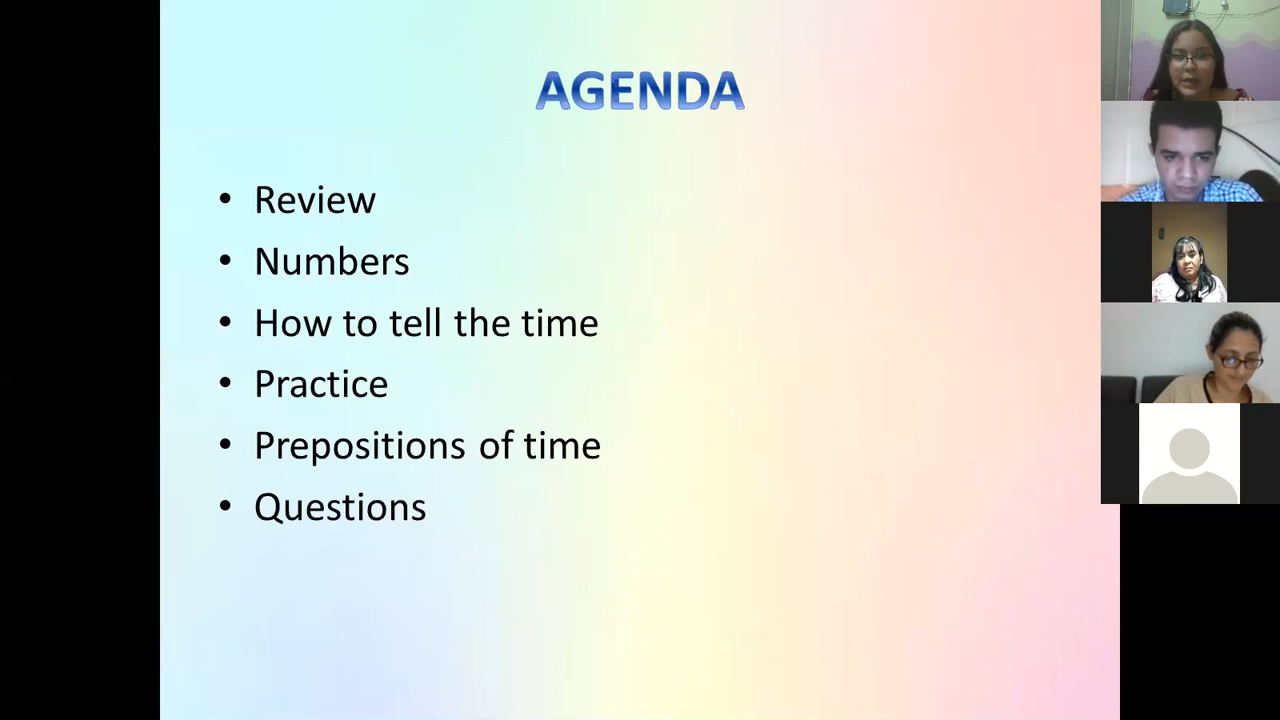 AGENDA
• Review
• Numbers
• How to tell the time
• Practice
• Prepositions of time
• Questions